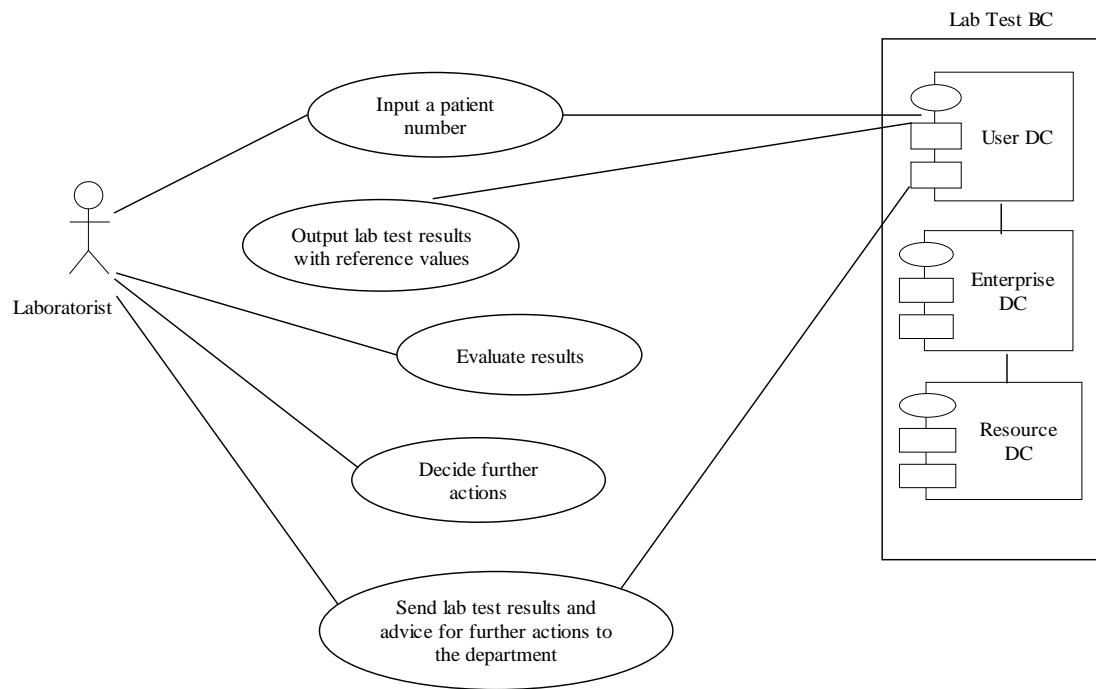 Lab Test BC
Input a patient
number
User DC
Output lab test results
with reference values
Enterprise
DC
Laboratorist
Evaluate results
Resource
DC
Decide further
actions
Send lab test results and
advice for further actions to
the department